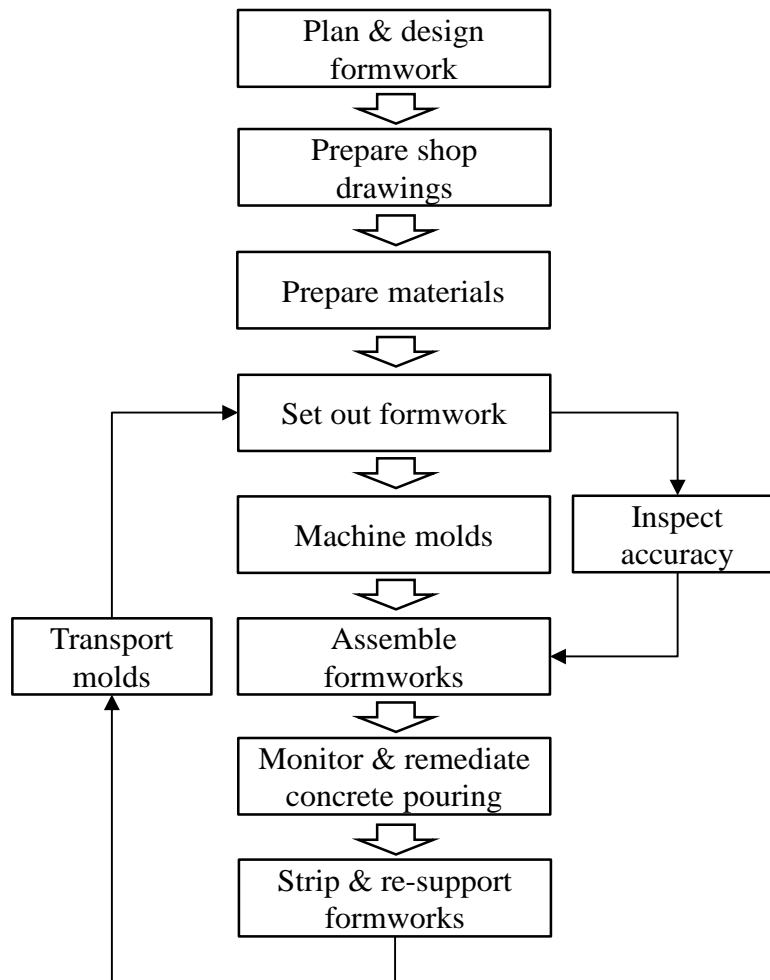 Plan & design
formwork
Prepare shop
drawings
Prepare materials
Set out formwork
Machine molds
Inspect
accuracy
Transport
molds
Assemble
formworks
Monitor & remediate
concrete pouring
Strip & re-support
formworks